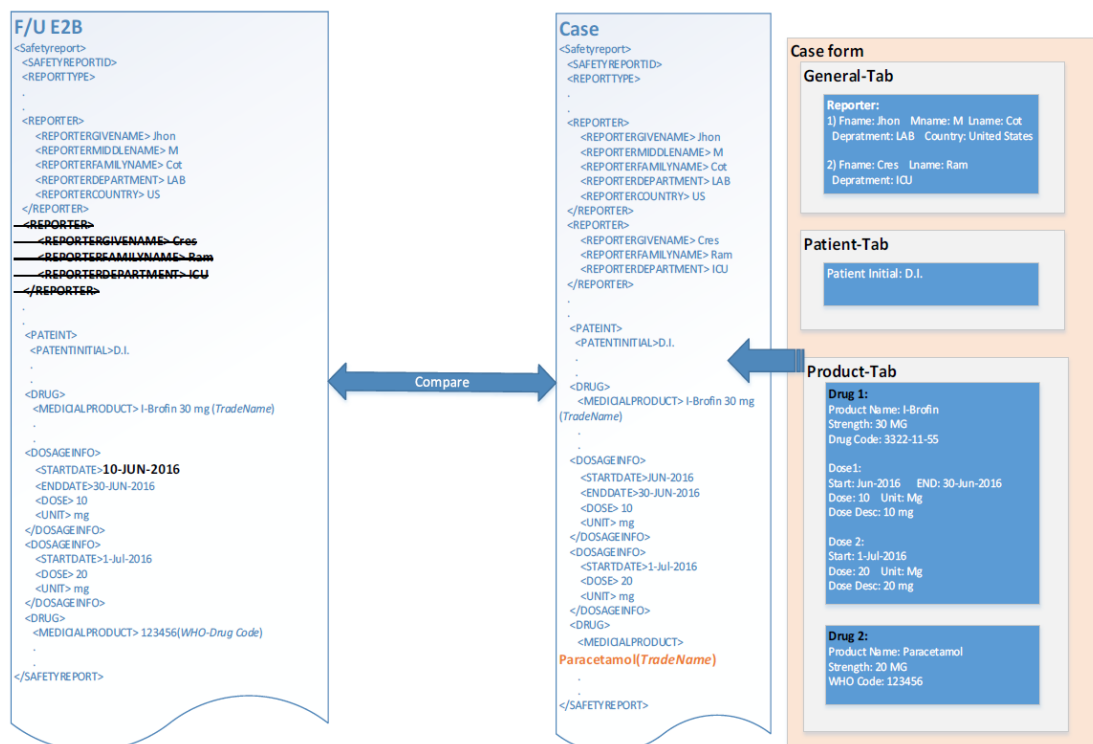 F/U E2B
<Safetyreport>
<SAFETYREPORTID>
<REPORTTYPE>
.
.
<REPORTER>
<REPORTERGIVENAME> Jhon
<REPORTERMIDDLENAME> M
<REPORTERFAMILYNAME> Cot
<REPORTERDEPARTMENT> LAB
<REPORTERCOUNTRY> US
</REPORTER>
<REPORTER>
<REPORTERGIVENAME> Cres
<REPORTERFAMILYNAME> Ram
<REPORTERDEPARTMENT> ICU
</REPORTER>
.
.
<PATEINT>
<PATENTINITIAL>D.I.
.
.
<DRUG>
<MEDICIALPRODUCT> I-Brofin 30 mg (TradeName)
.
.
<DOSAGEINFO>
<STARTDATE>10-JUN-2016
<ENDDATE>30-JUN-2016
<DOSE> 10
<UNIT> mg
</DOSAGEINFO>
<DOSAGEINFO>
<STARTDATE>1-Jul-2016
<DOSE> 20
<UNIT> mg
</DOSAGEINFO>
<DRUG>
<MEDICIALPRODUCT> 123456(WHO-Drug Code)
.
.
</SAFETYREPORT>
Compare
Case
<Safetyreport>
<SAFETYREPORTID>
<REPORTTYPE>
.
.
<REPORTER>
<REPORTERGIVENAME> Jhon
<REPORTERMIDDLENAME> M
<REPORTERFAMILYNAME> Cot
<REPORTERDEPARTMENT> LAB
<REPORTERCOUNTRY> US
</REPORTER>
<REPORTER>
<REPORTERGIVENAME> Cres
<REPORTERFAMILYNAME> Ram
<REPORTERDEPARTMENT> ICU
</REPORTER>
.
.
<PATEINT>
<PATENTINITIAL>D.I.
.
.
<DRUG>
<MEDICIALPRODUCT> I-Brofin 30 mg
(TradeName)
.
.
<DOSAGEINFO>
<STARTDATE>JUN-2016
<ENDDATE>30-JUN-2016
<DOSE> 10
<UNIT> mg
</DOSAGEINFO>
<DOSAGEINFO>
<STARTDATE>1-Jul-2016
<DOSE> 20
<UNIT> mg
</DOSAGEINFO>
<DRUG>
<MEDICIALPRODUCT>
Paracetamol(TradeName)
.
.
</SAFETYREPORT>
Case form
General-Tab
Reporter:
1) Fname: Jhon Mname: M Lname: Cot
Depratment: LAB Country: United States
2) Fname: Cres Lname: Ram
Depratment: ICU
Patient-Tab
Patient Initial: D.I.
Product-Tab
Drug 1:
Product Name: I-Brofin
Strength: 30 MG
Drug Code: 3322-11-55
Dose1:
Start: Jun-2016 END: 30-Jun-2016
Dose: 10 Unit: Mg
Dose Desc: 10 mg
Dose 2:
Start: 1-Jul-2016
Dose: 20 Unit: Mg
Dose Desc: 20 mg
Drug 2:
Product Name: Paracetamol
Strength: 20 MG
WHO Code: 123456